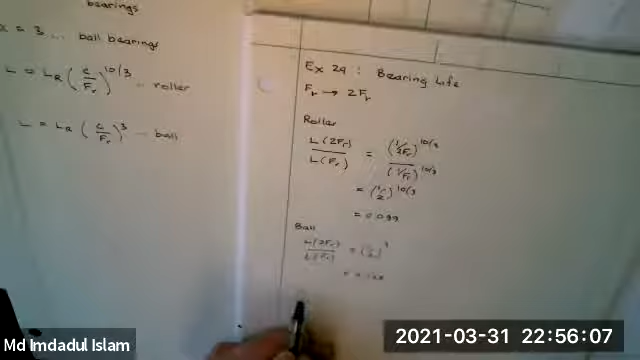 bearings
x = 3 ... ball bearings
L = L_R (C/F_r)^10/3 ... roller
L = L_R (C/F_r)^3 ... ball
Ex 29: Bearing Life
F_r → 2F_r
Roller
L(2F_r)/L(F_r) = (1/2F_r)^10/3 / (1/F_r)^10/3
= (1/2)^10/3
= 0.099
Ball
L(2F_r)/L(F_r) = (1/2)^3
Md Imdadul Islam
2021-03-31 22:56:07